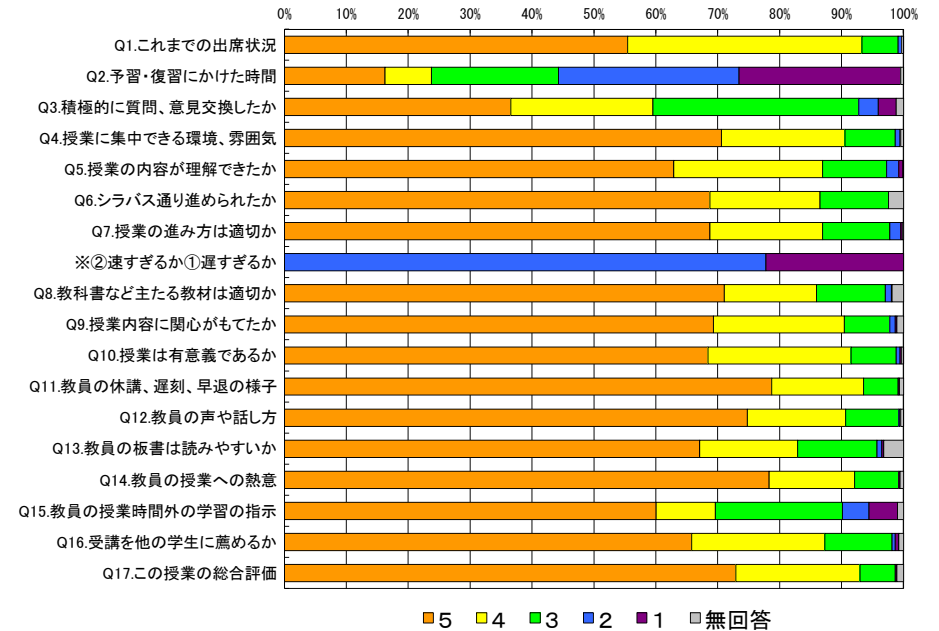 0% 10% 20% 30% 40% 50% 60% 70% 80% 90% 100%
Q1.これまでの出席状況
Q2.予習・復習にかけた時間
Q3.積極的に質問、意見交換したか
Q4.授業に集中できる環境、雰囲気
Q5.授業の内容が理解できたか
Q6.シラバス通り進められたか
Q7.授業の進み方は適切か
※②速すぎるか①遅すぎるか
Q8.教科書など主たる教材は適切か
Q9.授業内容に関心がもてたか
Q10.授業は有意義であるか
Q11.教員の休講、遅刻、早退の様子
Q12.教員の声や話し方
Q13.教員の板書は読みやすいか
Q14.教員の授業への熱意
Q15.教員の授業時間外の学習の指示
Q16.受講を他の学生に薦めるか
Q17.この授業の総合評価
5 4 3 2 1 無回答